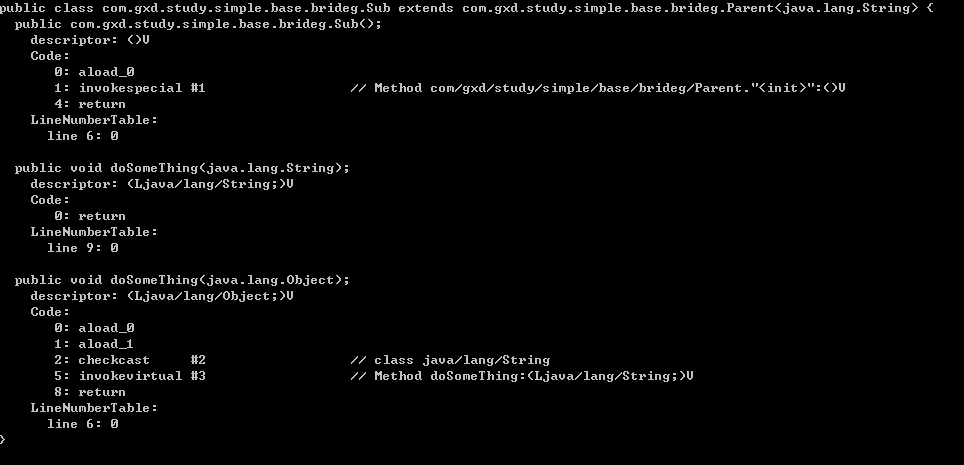 public class com.gxd.study.simple.base.brideg.Sub extends com.gxd.study.simple.base.brideg.Parent<java.lang.String> {
  public com.gxd.study.simple.base.brideg.Sub();
    descriptor: ()V
    Code:
       0: aload_0
       1: invokespecial #1                  // Method com/gxd/study/simple/base/brideg/Parent."<init>":()V
       4: return
    LineNumberTable:
      line 6: 0

  public void doSomeThing(java.lang.String);
    descriptor: (Ljava/lang/String;)V
    Code:
       0: return
    LineNumberTable:
      line 9: 0

  public void doSomeThing(java.lang.Object);
    descriptor: (Ljava/lang/Object;)V
    Code:
       0: aload_0
       1: aload_1
       2: checkcast     #2                  // class java/lang/String
       5: invokevirtual #3                  // Method doSomeThing:(Ljava/lang/String;)V
       8: return
    LineNumberTable:
      line 6: 0
}